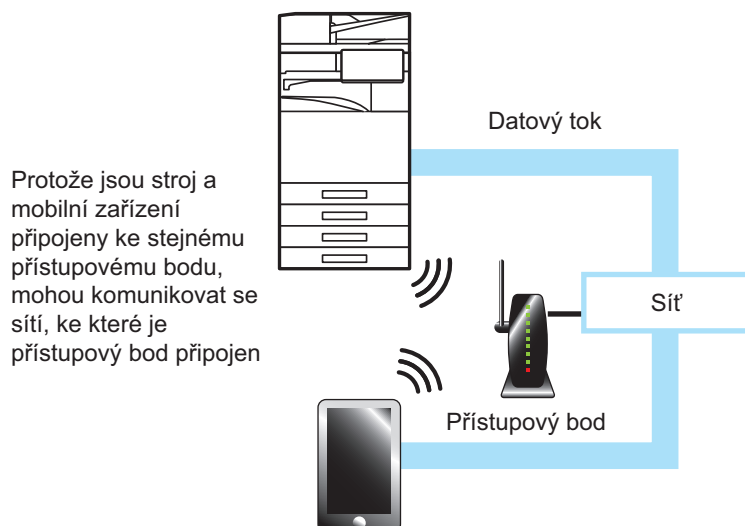 Datový tok
Protože jsou stroj a
mobilní zařízení
připojeny ke stejnému
přístupovému bodu,
mohou komunikovat se
sítí, ke které je
přístupový bod připojen
Síť
Přístupový bod